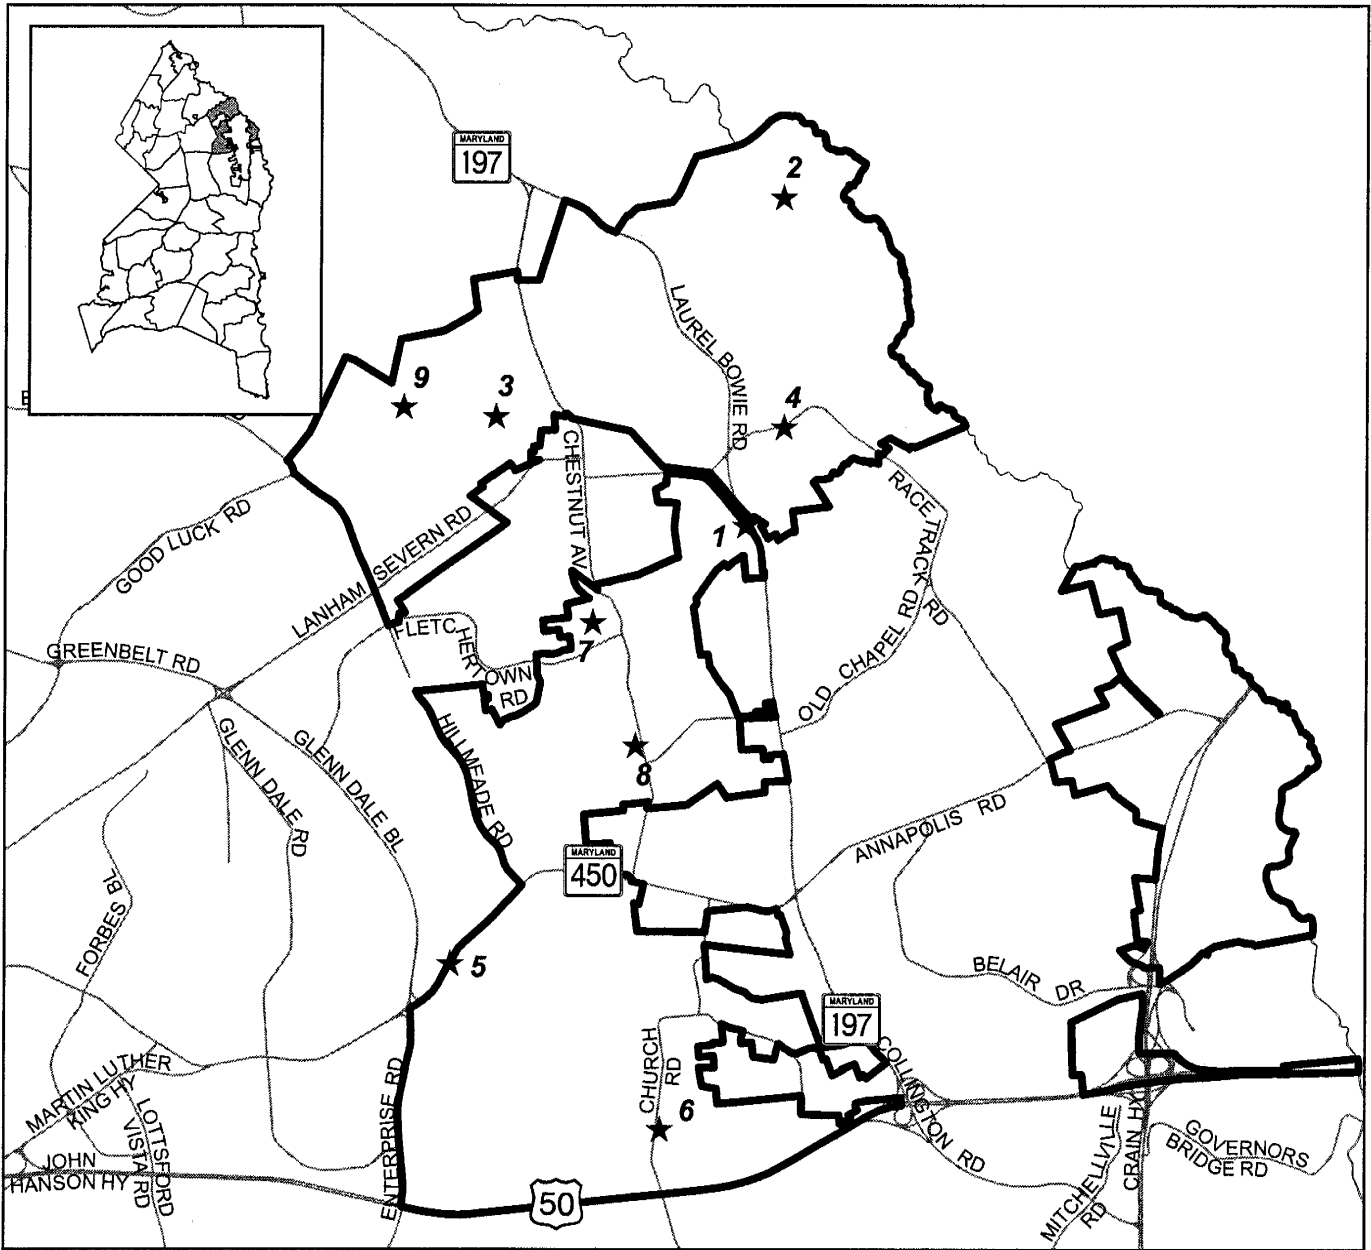 MARYLAND
197
2
LAUREL BOWIE RD
9
3
4
CHESTNUT AV
RACE TRACK RD
1
GOOD LUCK RD
LANHAM SEVERN RD
FLETCHERTOWN
RD
7
GREENBELT RD
OLD CHAPEL RD
GLENN DALE RD
GLENN DALE BL
HILLMEADE RD
8
ANNAPOLIS RD
MARYLAND
450
FORBES BL
5
BELAIR DR
MARYLAND
197
COLLINGTON RD
CHURCH
RD
6
MARTIN LUTHER
KING HY
LOTTSFORD
VISTA RD
ENTERPRISE RD
JOHN
HANSON HY
50
MITCHELLVILLE
RD
CRAIN HY
GOVERNORS
BRIDGE RD